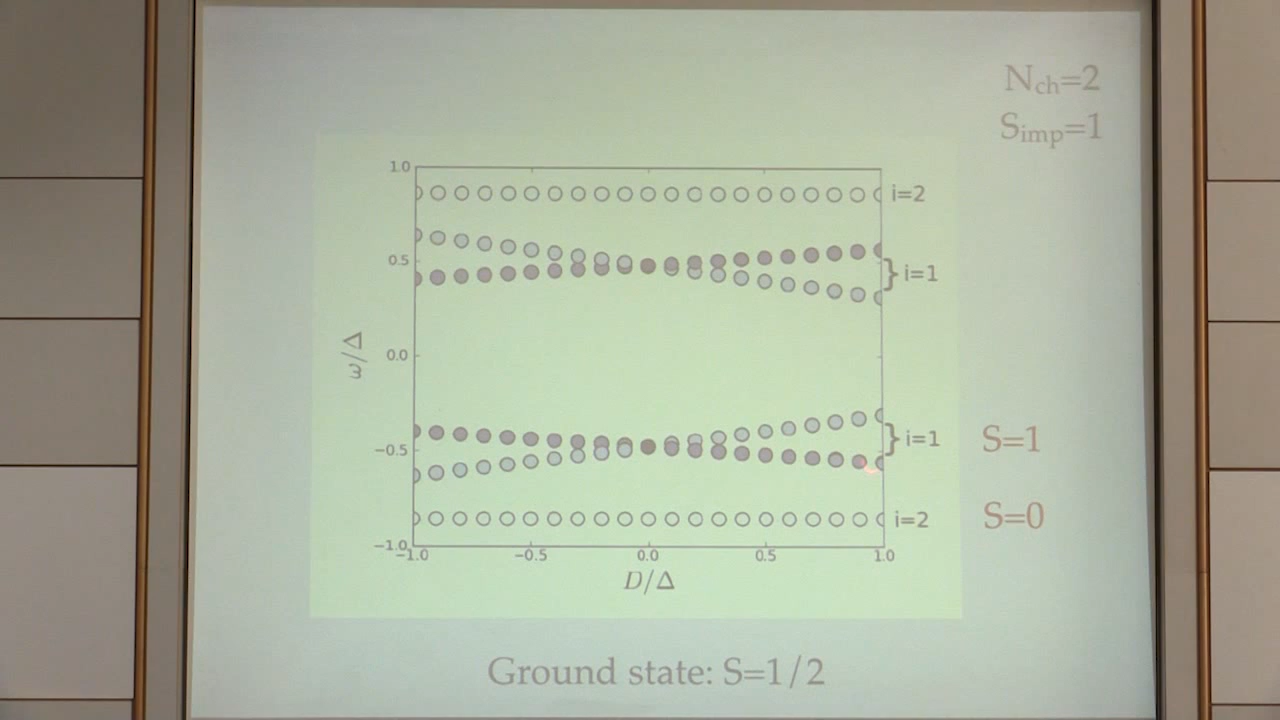 N_ch=2
S_imp=1
1.0
i=2
0.5
i=1
ω/Δ
0.0
−0.5
i=1
S=1
i=2
S=0
−1.0
−1.0
−0.5
0.0
0.5
1.0
D/Δ
Ground state: S=1/2